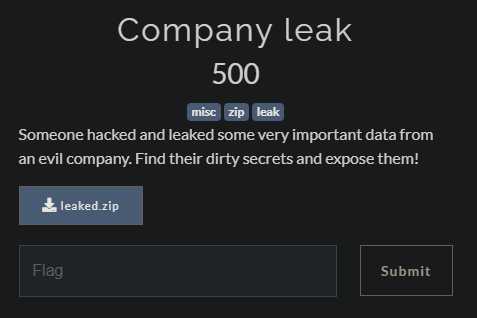 Company leak
500
misc zip leak
Someone hacked and leaked some very important data from
an evil company. Find their dirty secrets and expose them!
leaked.zip
Flag Submit